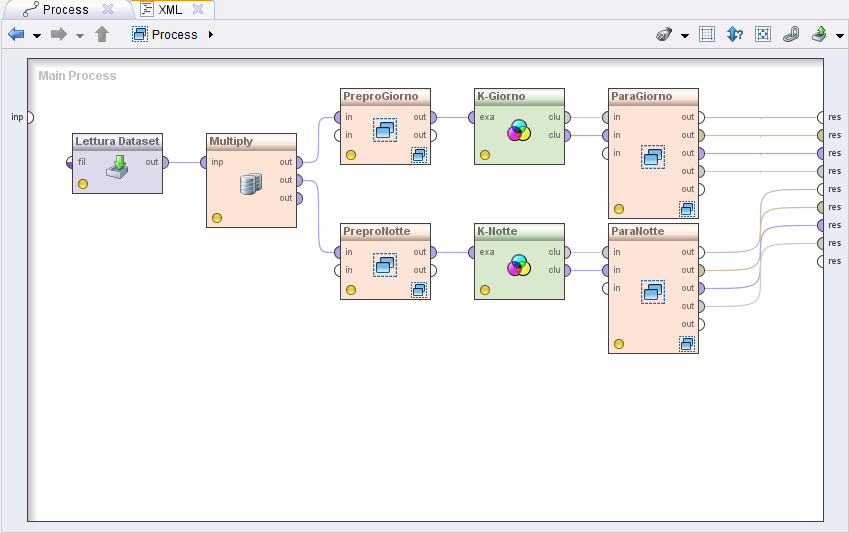 Process
XML
Process
Main Process
inp
Lettura Dataset
fil out
Multiply
inp out
out
out
PreproGiorno
in out
in out
K-Giorno
exa clu
clu
ParaGiorno
in out
in out
in out
out
out
PreproNotte
in out
in out
K-Notte
exa clu
clu
ParaNotte
in out
in out
in out
out
out
res
res
res
res
res
res
res
res
res